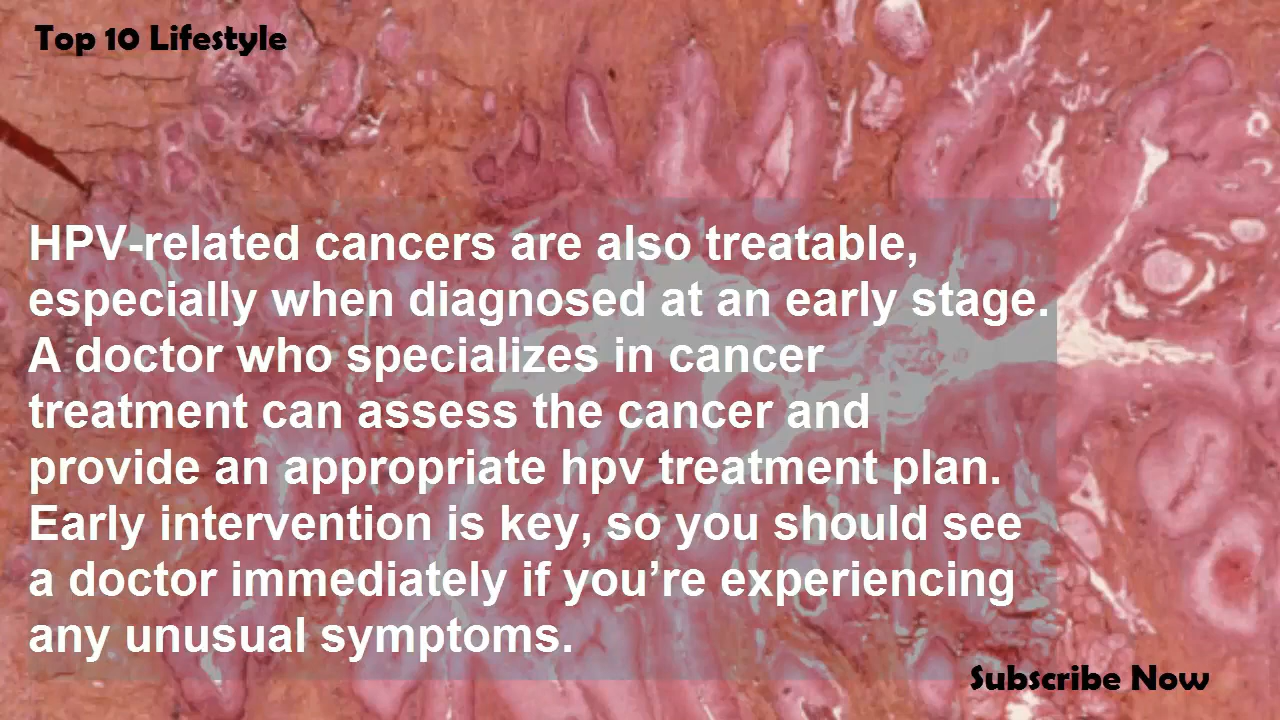 Top 10 Lifestyle
HPV-related cancers are also treatable,
especially when diagnosed at an early stage.
A doctor who specializes in cancer
treatment can assess the cancer and
provide an appropriate hpv treatment plan.
Early intervention is key, so you should see
a doctor immediately if you’re experiencing
any unusual symptoms.
Subscribe Now